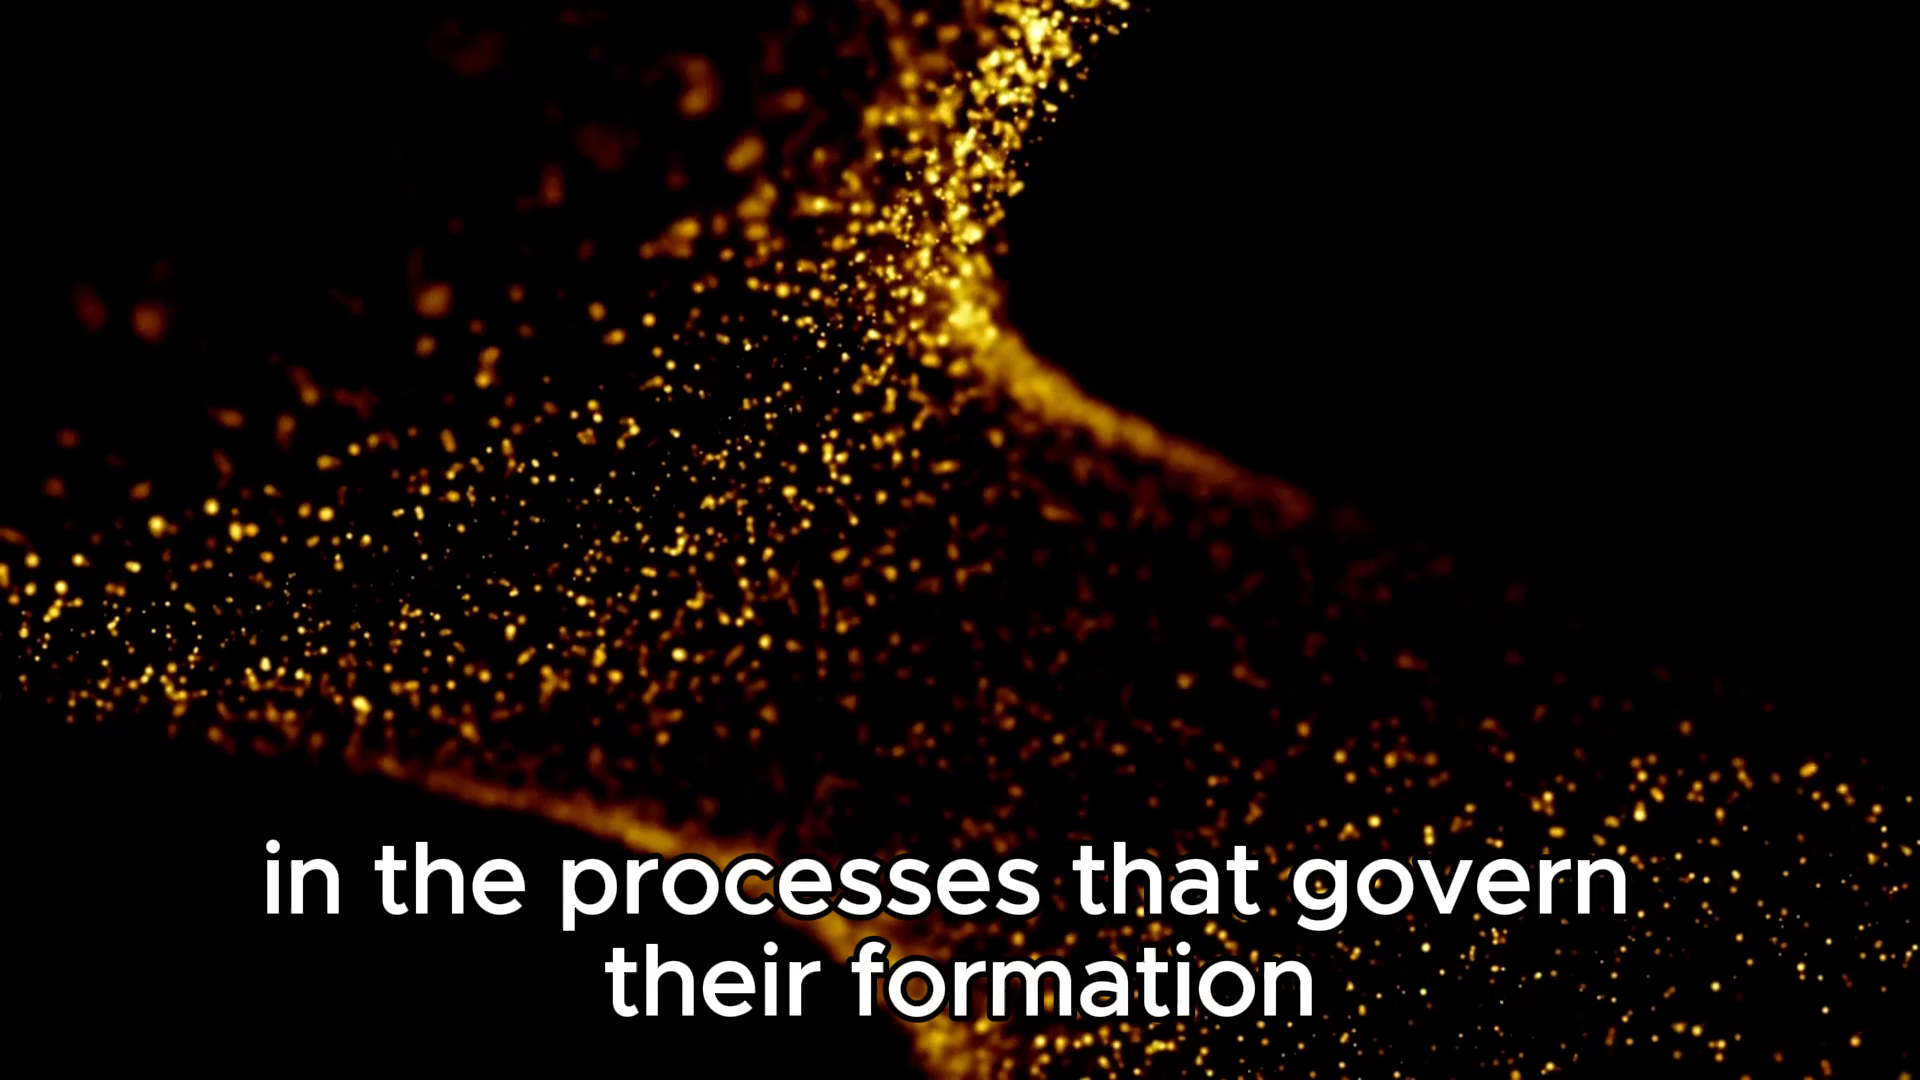 in the processes that govern
their formation